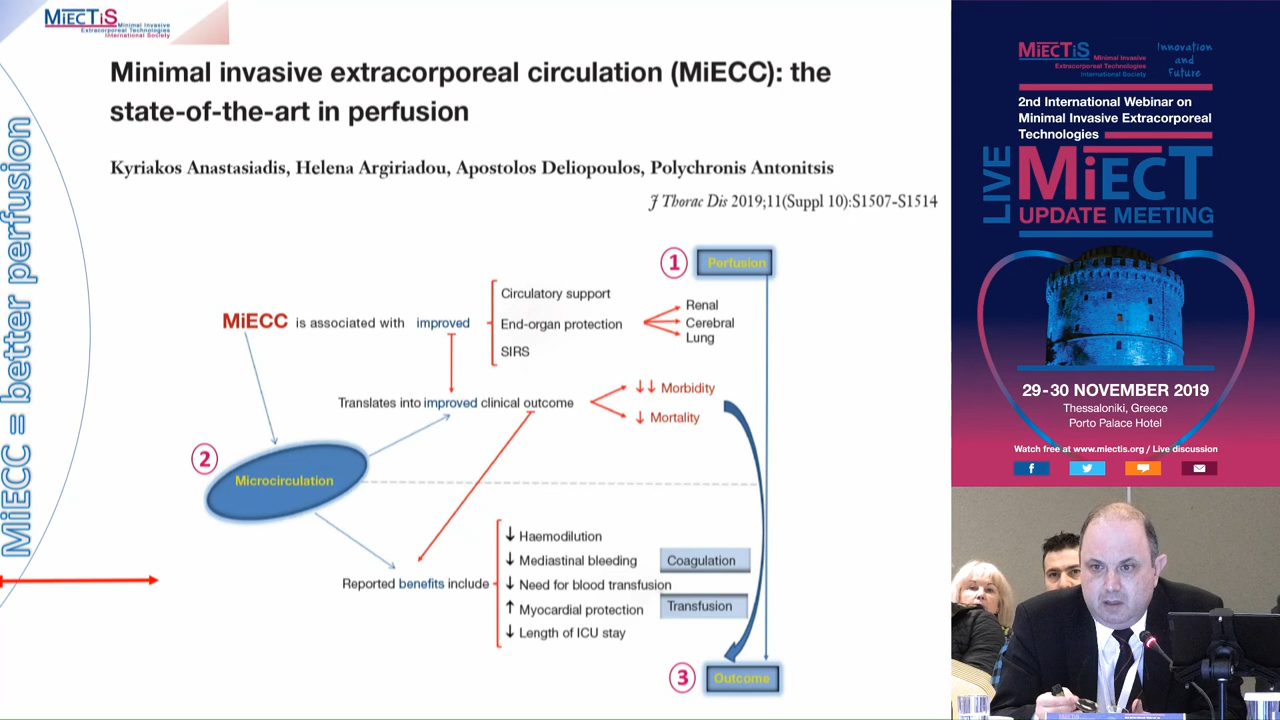 MiECTiS
Minimal Invasive
Extracorporeal Technologies
International Society
MiECC = better perfusion
Minimal invasive extracorporeal circulation (MiECC): the
state-of-the-art in perfusion
Kyriakos Anastasiadis, Helena Argiriadou, Apostolos Deliopoulos, Polychronis Antonitsis
J Thorac Dis 2019;11(Suppl 10):S1507-S1514
1
Perfusion
MiECC is associated with improved
Circulatory support
End-organ protection
SIRS
Renal
Cerebral
Lung
Translates into improved clinical outcome
↓↓ Morbidity
↓ Mortality
2
Microcirculation
Reported benefits include
↓ Haemodilution
↓ Mediastinal bleeding
↓ Need for blood transfusion
↑ Myocardial protection
↓ Length of ICU stay
Coagulation
Transfusion
3
Outcome
MiECTiS
Minimal Invasive
Extracorporeal Technologies
International Society
Innovation
and
Future
2nd International Webinar on
Minimal Invasive Extracorporeal
Technologies
LIVE
MiECT
UPDATE MEETING
29-30 NOVEMBER 2019
Thessaloniki, Greece
Porto Palace Hotel
Watch free at www.miectis.org / Live discussion